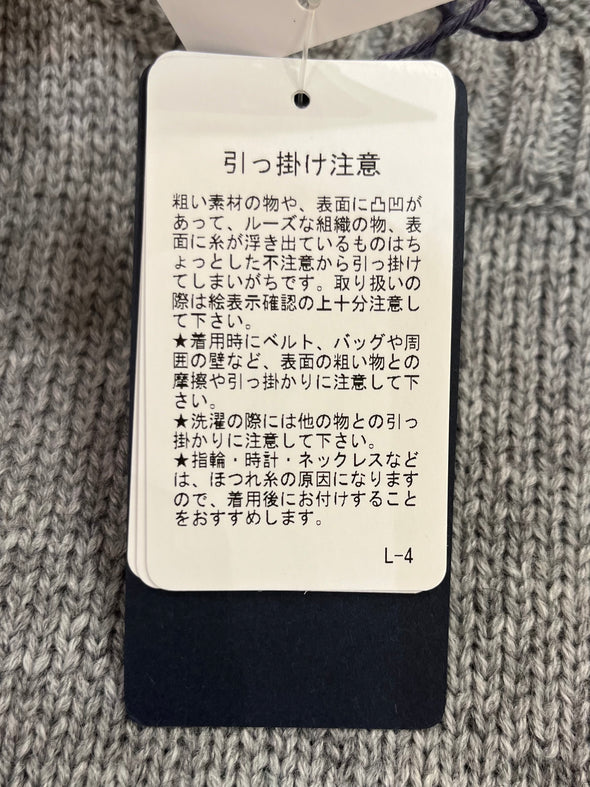 引っ掛け注意
粗い素材の物や、表面に凸凹が
あって、ルーズな組織の物、表
面に糸が浮き出ているものはち
ょっとした不注意から引っ掛け
てしまいがちです。取り扱いの
際は絵表示確認の上十分注意し
て下さい。
★着用時にベルト、バッグや周
囲の壁など、表面の粗い物との
摩擦や引っ掛かりに注意して下
さい。
★洗濯の際には他の物との引っ
掛かりに注意して下さい。
★指輪・時計・ネックレスなど
は、ほつれ糸の原因になります
ので、着用後にお付けすること
をおすすめします。
L-4